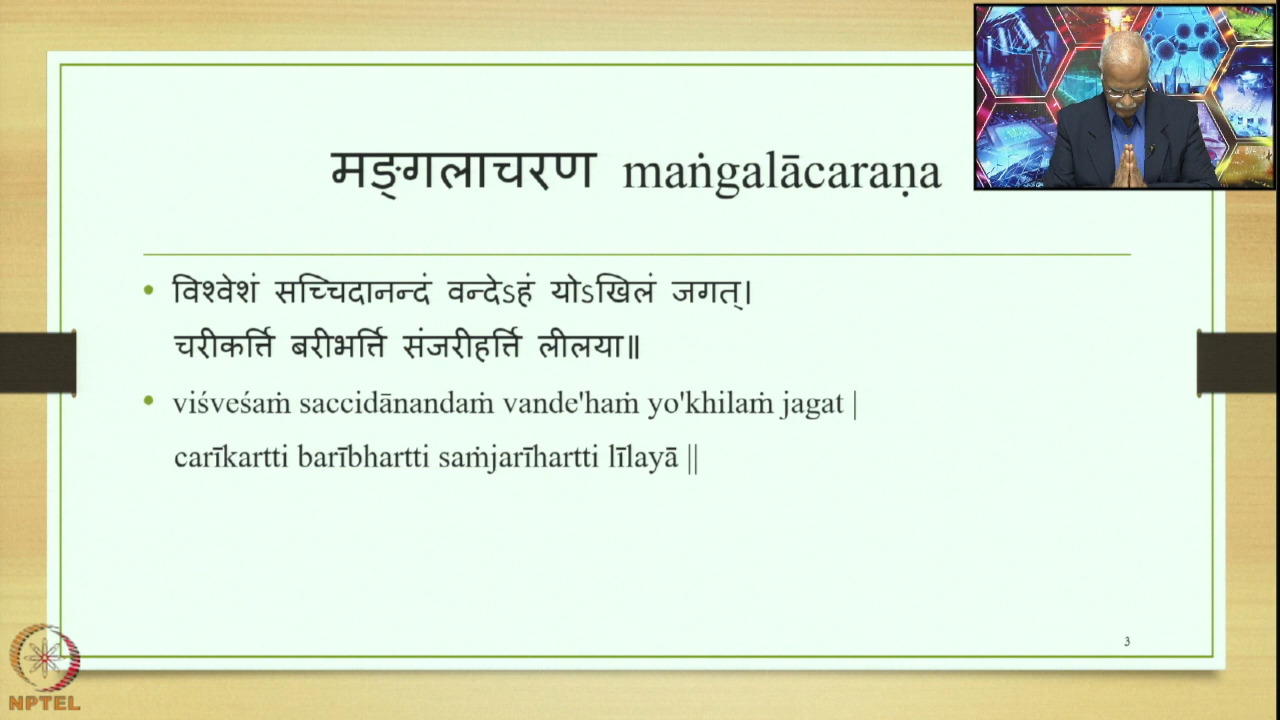 मङ्गलाचरण maṅgalācaraṇa
• विश्वेशं सच्चिदानन्दं वन्देऽहं योऽखिलं जगत्।
चरीकर्त्ति बरीभर्त्ति संजरीहर्त्ति लीलया॥
• viśveśaṁ saccidānandaṁ vande'haṁ yo'khilaṁ jagat |
carīkartti barībhartti saṁjarīhartti līlayā ||
3
NPTEL